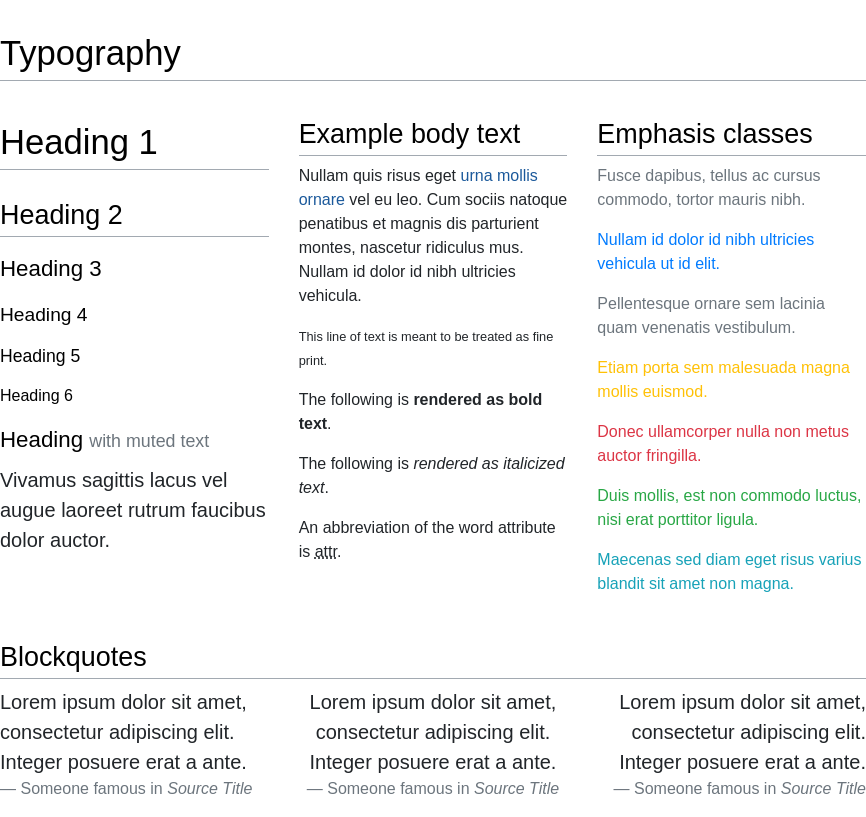 Typography
Heading 1
Heading 2
Heading 3
Heading 4
Heading 5
Heading 6
Heading with muted text
Vivamus sagittis lacus vel
augue laoreet rutrum faucibus
dolor auctor.
Example body text
Nullam quis risus eget urna mollis
ornare vel eu leo. Cum sociis natoque
penatibus et magnis dis parturient
montes, nascetur ridiculus mus.
Nullam id dolor id nibh ultricies
vehicula.
This line of text is meant to be treated as fine
print.
The following is rendered as bold
text.
The following is rendered as italicized
text.
An abbreviation of the word attribute
is attr.
Emphasis classes
Fusce dapibus, tellus ac cursus
commodo, tortor mauris nibh.
Nullam id dolor id nibh ultricies
vehicula ut id elit.
Pellentesque ornare sem lacinia
quam venenatis vestibulum.
Etiam porta sem malesuada magna
mollis euismod.
Donec ullamcorper nulla non metus
auctor fringilla.
Duis mollis, est non commodo luctus,
nisi erat porttitor ligula.
Maecenas sed diam eget risus varius
blandit sit amet non magna.
Blockquotes
Lorem ipsum dolor sit amet,
consectetur adipiscing elit.
Integer posuere erat a ante.
— Someone famous in Source Title
Lorem ipsum dolor sit amet,
consectetur adipiscing elit.
Integer posuere erat a ante.
— Someone famous in Source Title
Lorem ipsum dolor sit amet,
consectetur adipiscing elit.
Integer posuere erat a ante.
— Someone famous in Source Title